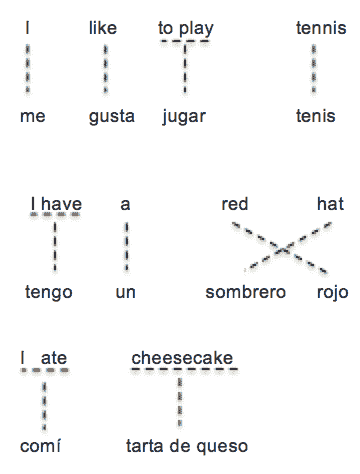 I like to play tennis
me gusta jugar tenis
I have a red hat
tengo un sombrero rojo
I ate cheesecake
comí tarta de queso